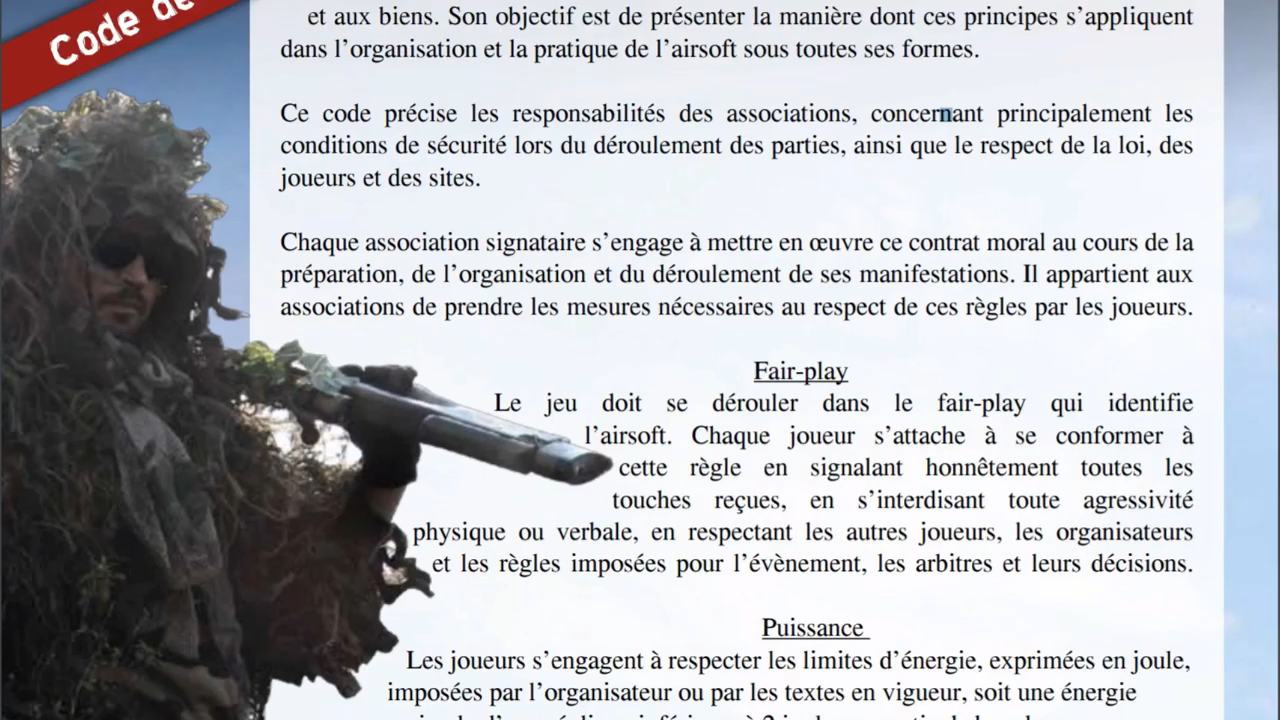 Code de
et aux biens. Son objectif est de présenter la manière dont ces principes s’appliquent
dans l’organisation et la pratique de l’airsoft sous toutes ses formes.
Ce code précise les responsabilités des associations, concernant principalement les
conditions de sécurité lors du déroulement des parties, ainsi que le respect de la loi, des
joueurs et des sites.
Chaque association signataire s’engage à mettre en œuvre ce contrat moral au cours de la
préparation, de l’organisation et du déroulement de ses manifestations. Il appartient aux
associations de prendre les mesures nécessaires au respect de ces règles par les joueurs.
Fair-play
Le jeu doit se dérouler dans le fair-play qui identifie
l’airsoft. Chaque joueur s’attache à se conformer à
cette règle en signalant honnêtement toutes les
touches reçues, en s’interdisant toute agressivité
physique ou verbale, en respectant les autres joueurs, les organisateurs
et les règles imposées pour l’évènement, les arbitres et leurs décisions.
Puissance
Les joueurs s’engagent à respecter les limites d’énergie, exprimées en joule,
imposées par l’organisateur ou par les textes en vigueur, soit une énergie